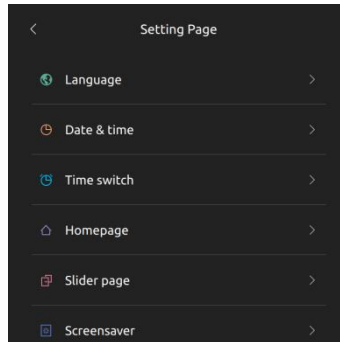 Setting Page
Language
Date & time
Time switch
Homepage
Slider page
Screensaver